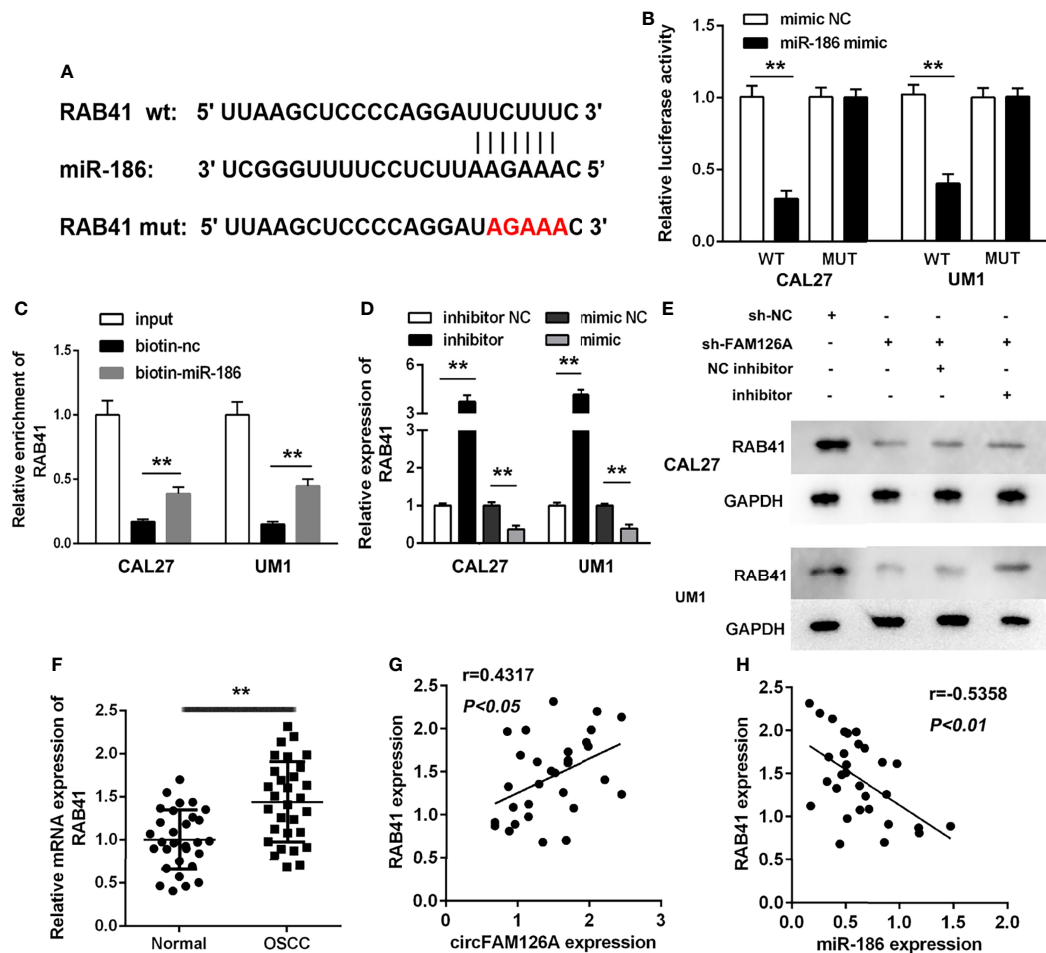 A
RAB41 wt: 5' UUAAGCUCCCCAGGAUUCUUUC 3'
miR-186: 3' UCGGGUUUUCCUCUUAAGAAAC 5'
RAB41 mut: 5' UUAAGCUCCCCAGGAUAGAAAC 3'
B
mimic NC
miR-186 mimic
Relative luciferase activity
1.5
1.0
0.5
0.0
**
**
WT MUT WT MUT
CAL27 UM1
C
input
biotin-nc
biotin-miR-186
Relative enrichment of
RAB41
1.5
1.0
0.5
0.0
**
**
CAL27 UM1
D
inhibitor NC mimic NC
inhibitor mimic
Relative expression of
RAB41
6
3
2
1
0
**
**
**
**
CAL27 UM1
E
sh-NC + - - -
sh-FAM126A - + + +
NC inhibitor - - + -
inhibitor - - - +
CAL27
RAB41
GAPDH
UM1
RAB41
GAPDH
F
Relative mRNA expression of
RAB41
2.5
2.0
1.5
1.0
0.5
0.0
**
Normal OSCC
G
r=0.4317
P<0.05
RAB41 expression
2.5
2.0
1.5
1.0
0.5
0.0
0 1 2 3
circFAM126A expression
H
r=-0.5358
P<0.01
RAB41 expression
2.5
2.0
1.5
1.0
0.5
0.0
0.0 0.5 1.0 1.5 2.0
miR-186 expression